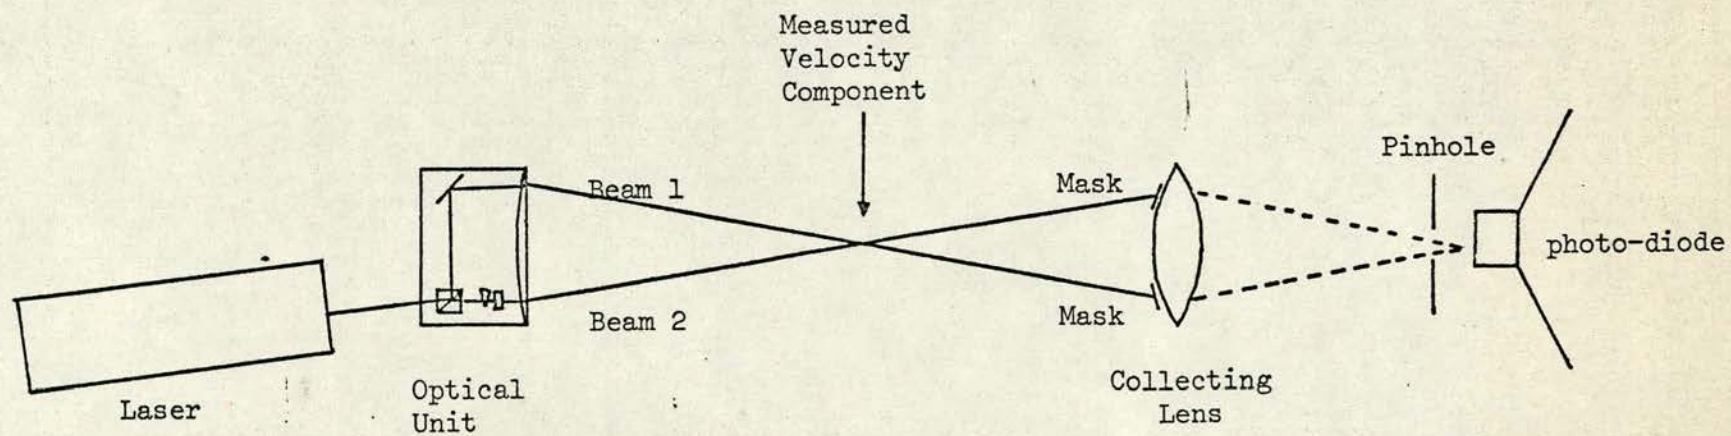 Measured
Velocity
Component
Pinhole
Beam 1
Mask
photo-diode
Beam 2
Mask
Laser
Optical
Unit
Collecting
Lens